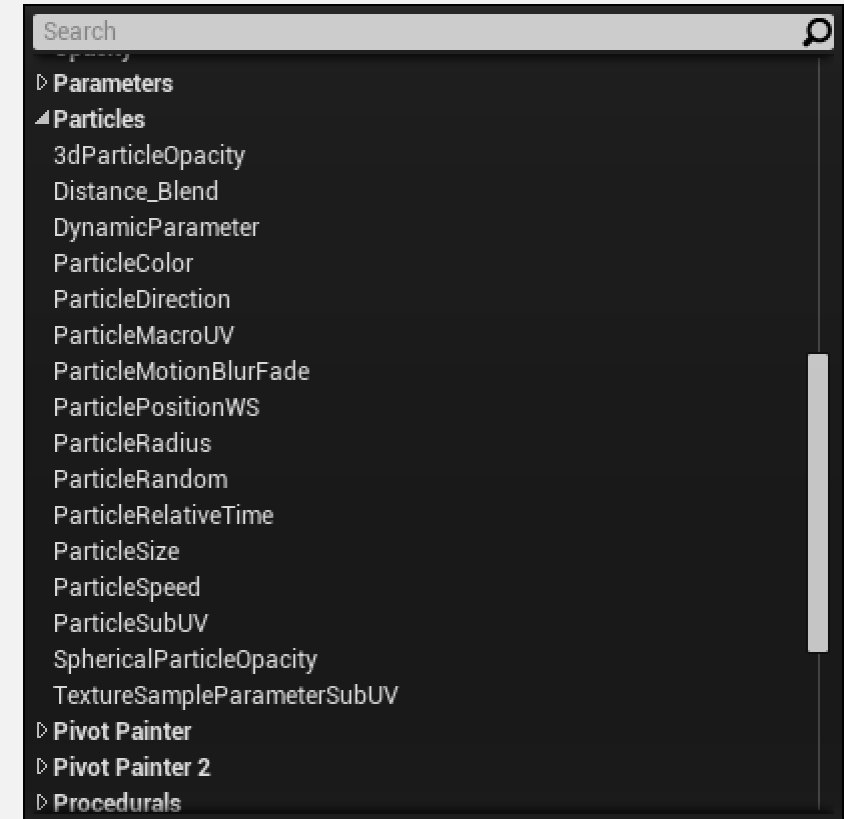 Search
Parameters
Particles
3dParticleOpacity
Distance_Blend
DynamicParameter
ParticleColor
ParticleDirection
ParticleMacroUV
ParticleMotionBlurFade
ParticlePositionWS
ParticleRadius
ParticleRandom
ParticleRelativeTime
ParticleSize
ParticleSpeed
ParticleSubUV
SphericalParticleOpacity
TextureSampleParameterSubUV
Pivot Painter
Pivot Painter 2
Procedurals